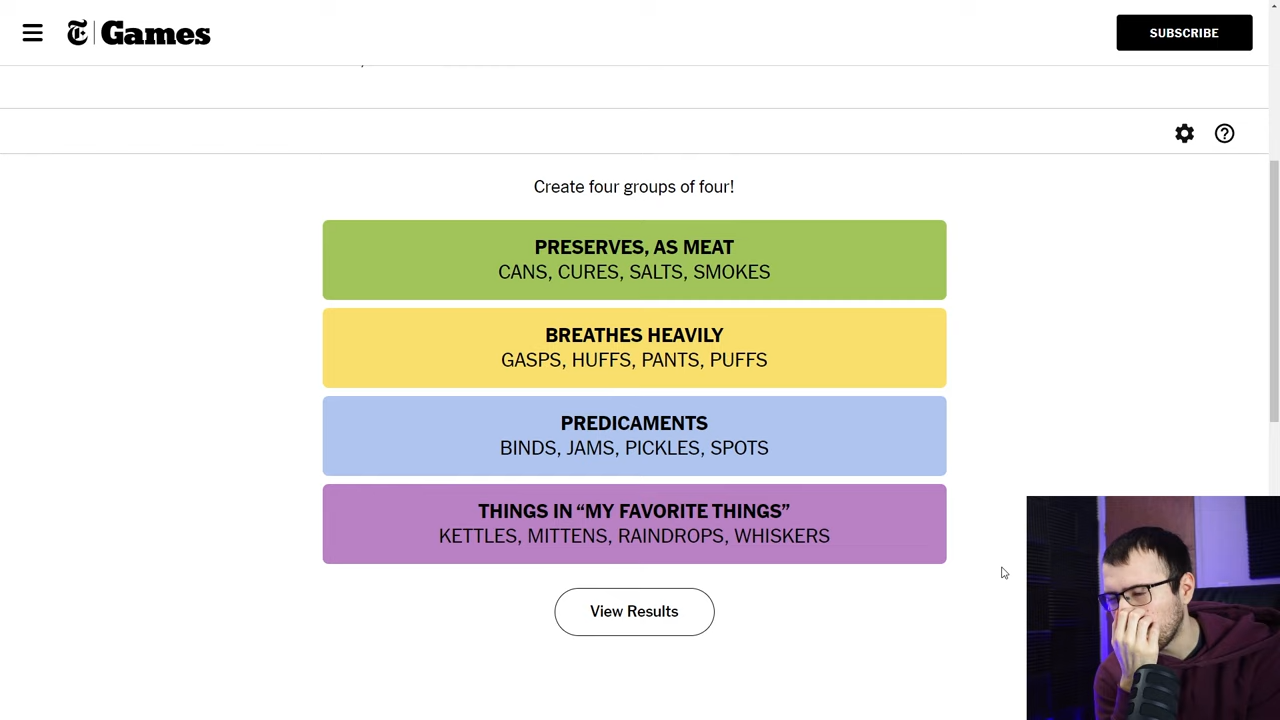 Games
SUBSCRIBE
Create four groups of four!
PRESERVES, AS MEAT
CANS, CURES, SALTS, SMOKES
BREATHES HEAVILY
GASPS, HUFFS, PANTS, PUFFS
PREDICAMENTS
BINDS, JAMS, PICKLES, SPOTS
THINGS IN “MY FAVORITE THINGS”
KETTLES, MITTENS, RAINDROPS, WHISKERS
View Results